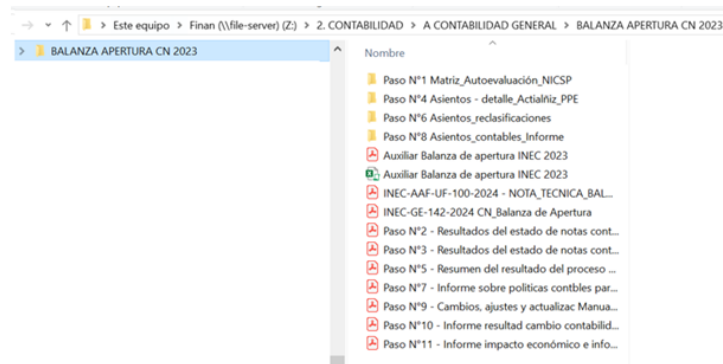 Este equipo > Finan (\\file-server) (Z:) > 2. CONTABILIDAD > A CONTABILIDAD GENERAL > BALANZA APERTURA CN 2023
BALANZA APERTURA CN 2023
Nombre
Paso N°1 Matriz_Autoevaluación_NICSP
Paso N°4 Asientos - detalle_Actialñiz_PPE
Paso N°6 Asientos_reclasificaciones
Paso N°8 Asientos_contables_Informe
Auxiliar Balanza de apertura INEC 2023
Auxiliar Balanza de apertura INEC 2023
INEC-AAF-UF-100-2024 - NOTA_TECNICA_BAL...
INEC-GE-142-2024 CN_Balanza de Apertura
Paso N°2 - Resultados del estado de notas cont...
Paso N°3 - Resultados del estado de notas cont...
Paso N°5 - Resumen del resultado del proceso ...
Paso N°7 - Informe sobre politicas contbles par...
Paso N°9 - Cambios, ajustes y actualizac Manua...
Paso N°10 - Informe resultad cambio contabilid...
Paso N°11 - Informe impacto económico e info...